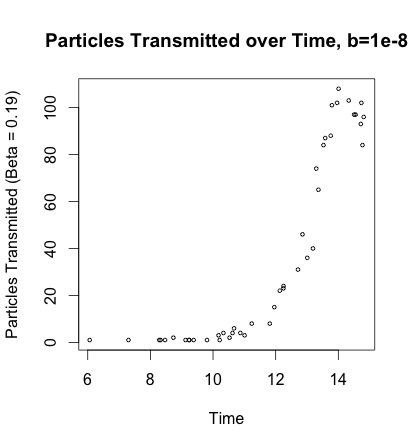 Particles Transmitted over Time, b=1e-8
Particles Transmitted (Beta = 0.19)
100
80
60
40
20
0
6 8 10 12 14
Time